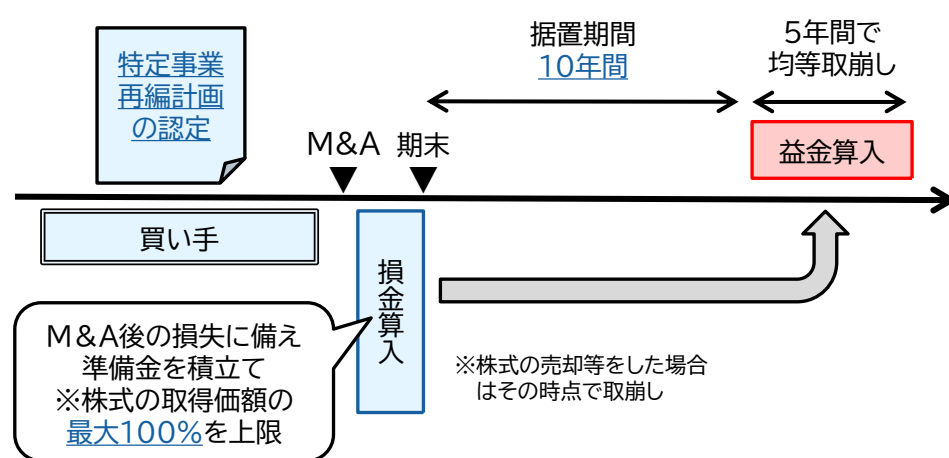 特定事業
再編計画
の認定
据置期間
10年間
5年間で
均等取崩し
M&A
期末
益金算入
買い手
損金算入
M&A後の損失に備え
準備金を積立て
※株式の取得価額の
最大100%を上限
※株式の売却等をした場合
はその時点で取崩し